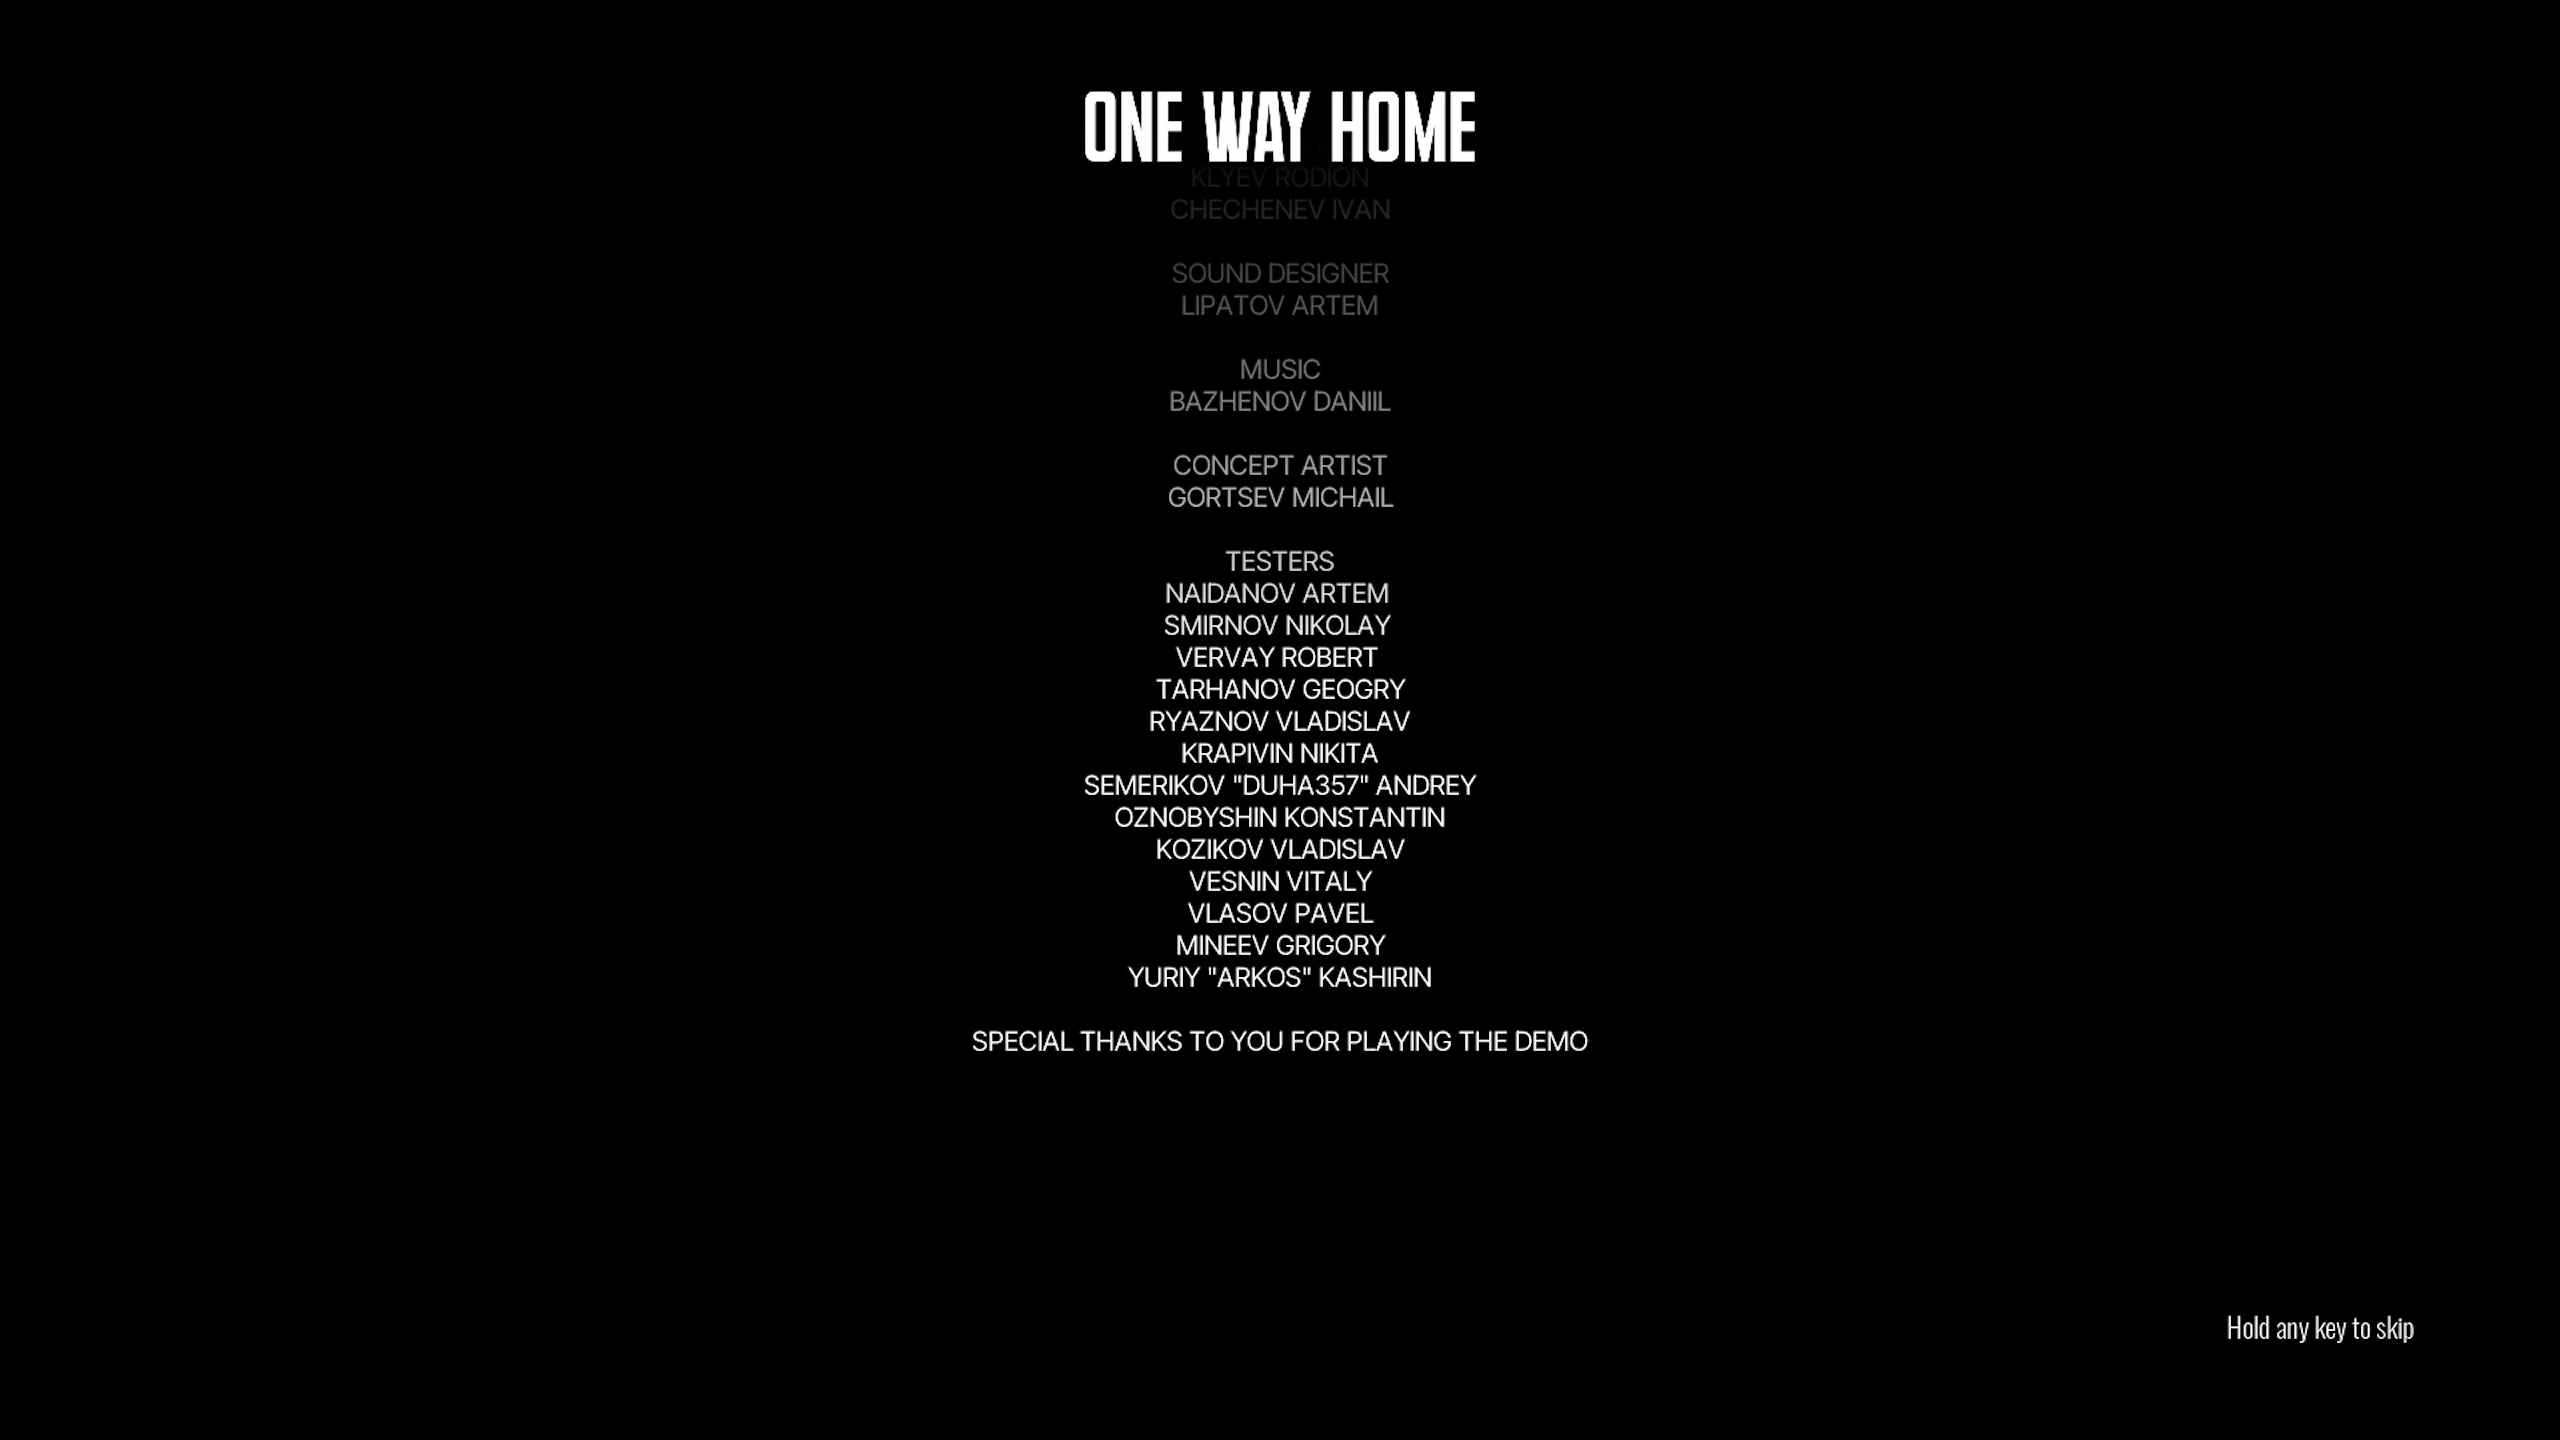 ONE WAY HOME
KLYEV RODION
CHECHENEV IVAN
SOUND DESIGNER
LIPATOV ARTEM
MUSIC
BAZHENOV DANIIL
CONCEPT ARTIST
GORTSEV MICHAIL
TESTERS
NAIDANOV ARTEM
SMIRNOV NIKOLAY
VERVAY ROBERT
TARHANOV GEOGRY
RYAZNOV VLADISLAV
KRAPIVIN NIKITA
SEMERIKOV "DUHA357" ANDREY
OZNOBYSHIN KONSTANTIN
KOZIKOV VLADISLAV
VESNIN VITALY
VLASOV PAVEL
MINEEV GRIGORY
YURIY "ARKOS" KASHIRIN
SPECIAL THANKS TO YOU FOR PLAYING THE DEMO
Hold any key to skip